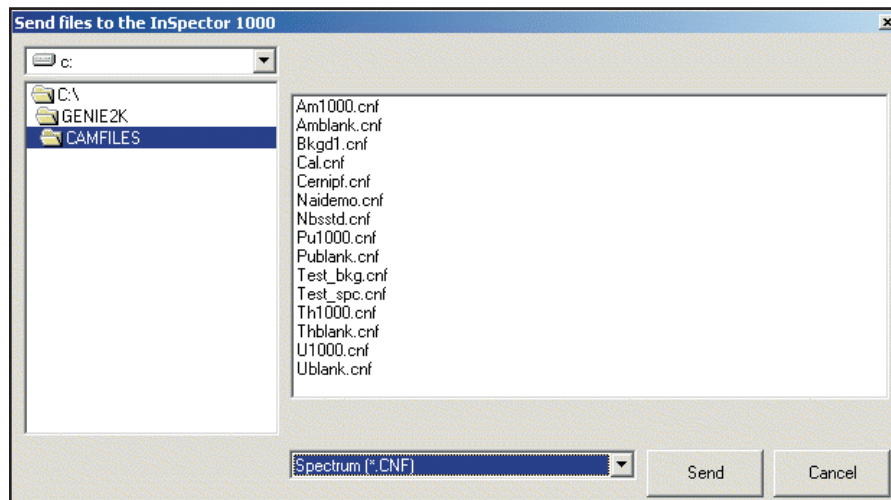 Send files to the InSpector 1000
c:
C:\
GENIE2K
CAMFILES
Am1000.cnf
Amblank.cnf
Bkgd1.cnf
Cal.cnf
Cernipf.cnf
Naidemo.cnf
Nbsstd.cnf
Pu1000.cnf
Publank.cnf
Test_bkg.cnf
Test_spc.cnf
Th1000.cnf
Thblank.cnf
U1000.cnf
Ublank.cnf
Spectrum (*.CNF)
Send
Cancel